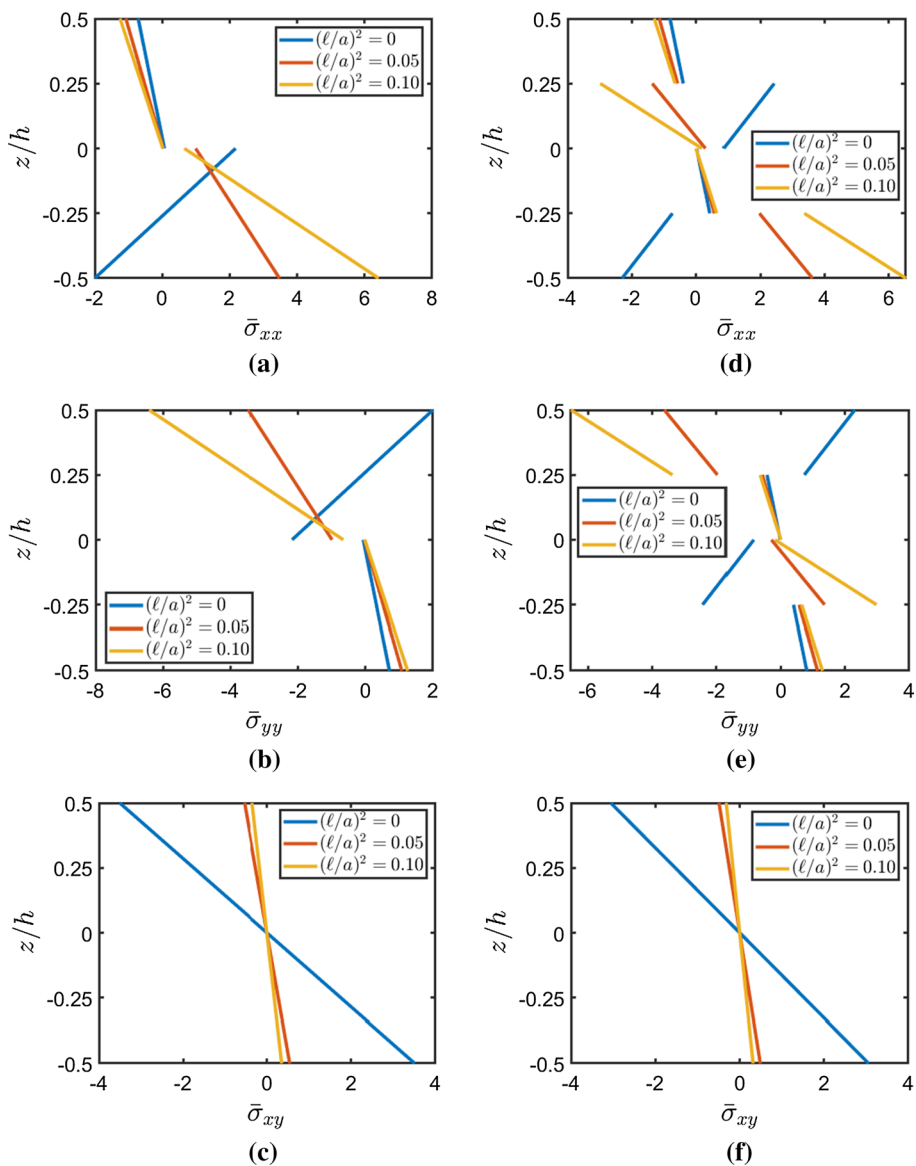 0.5
0.25
0
-0.25
-0.5
z/h
(ℓ/a)² = 0
(ℓ/a)² = 0.05
(ℓ/a)² = 0.10
-2 0 2 4 6 8
σ̄xx
(a)
0.5
0.25
0
-0.25
-0.5
z/h
(ℓ/a)² = 0
(ℓ/a)² = 0.05
(ℓ/a)² = 0.10
-4 -2 0 2 4 6
σ̄xx
(d)
0.5
0.25
0
-0.25
-0.5
z/h
(ℓ/a)² = 0
(ℓ/a)² = 0.05
(ℓ/a)² = 0.10
-8 -6 -4 -2 0 2
σ̄yy
(b)
0.5
0.25
0
-0.25
-0.5
z/h
(ℓ/a)² = 0
(ℓ/a)² = 0.05
(ℓ/a)² = 0.10
-6 -4 -2 0 2 4
σ̄yy
(e)
0.5
0.25
0
-0.25
-0.5
z/h
(ℓ/a)² = 0
(ℓ/a)² = 0.05
(ℓ/a)² = 0.10
-4 -2 0 2 4
σ̄xy
(c)
0.5
0.25
0
-0.25
-0.5
z/h
(ℓ/a)² = 0
(ℓ/a)² = 0.05
(ℓ/a)² = 0.10
-4 -2 0 2 4
σ̄xy
(f)